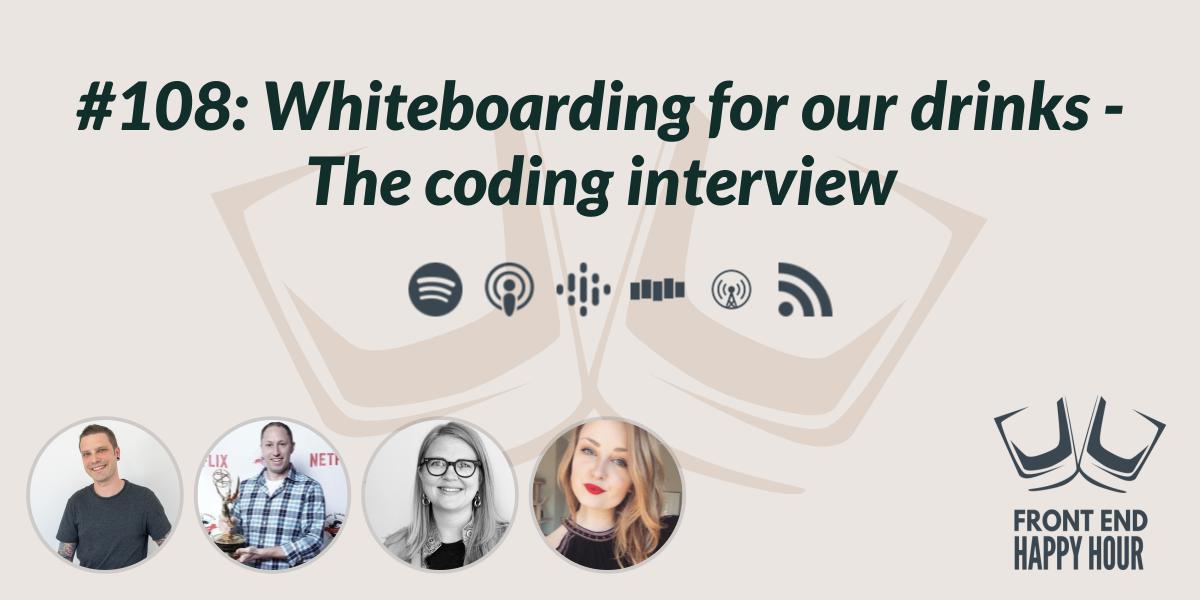 #108: Whiteboarding for our drinks -
The coding interview
FLIX
NETF
FRONT END
HAPPY HOUR